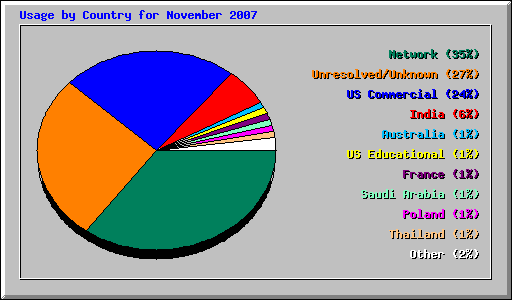 Usage by Country for November 2007
Network (35%)
Unresolved/Unknown (27%)
US Commercial (24%)
India (6%)
Australia (1%)
US Educational (1%)
France (1%)
Saudi Arabia (1%)
Poland (1%)
Thailand (1%)
Other (2%)